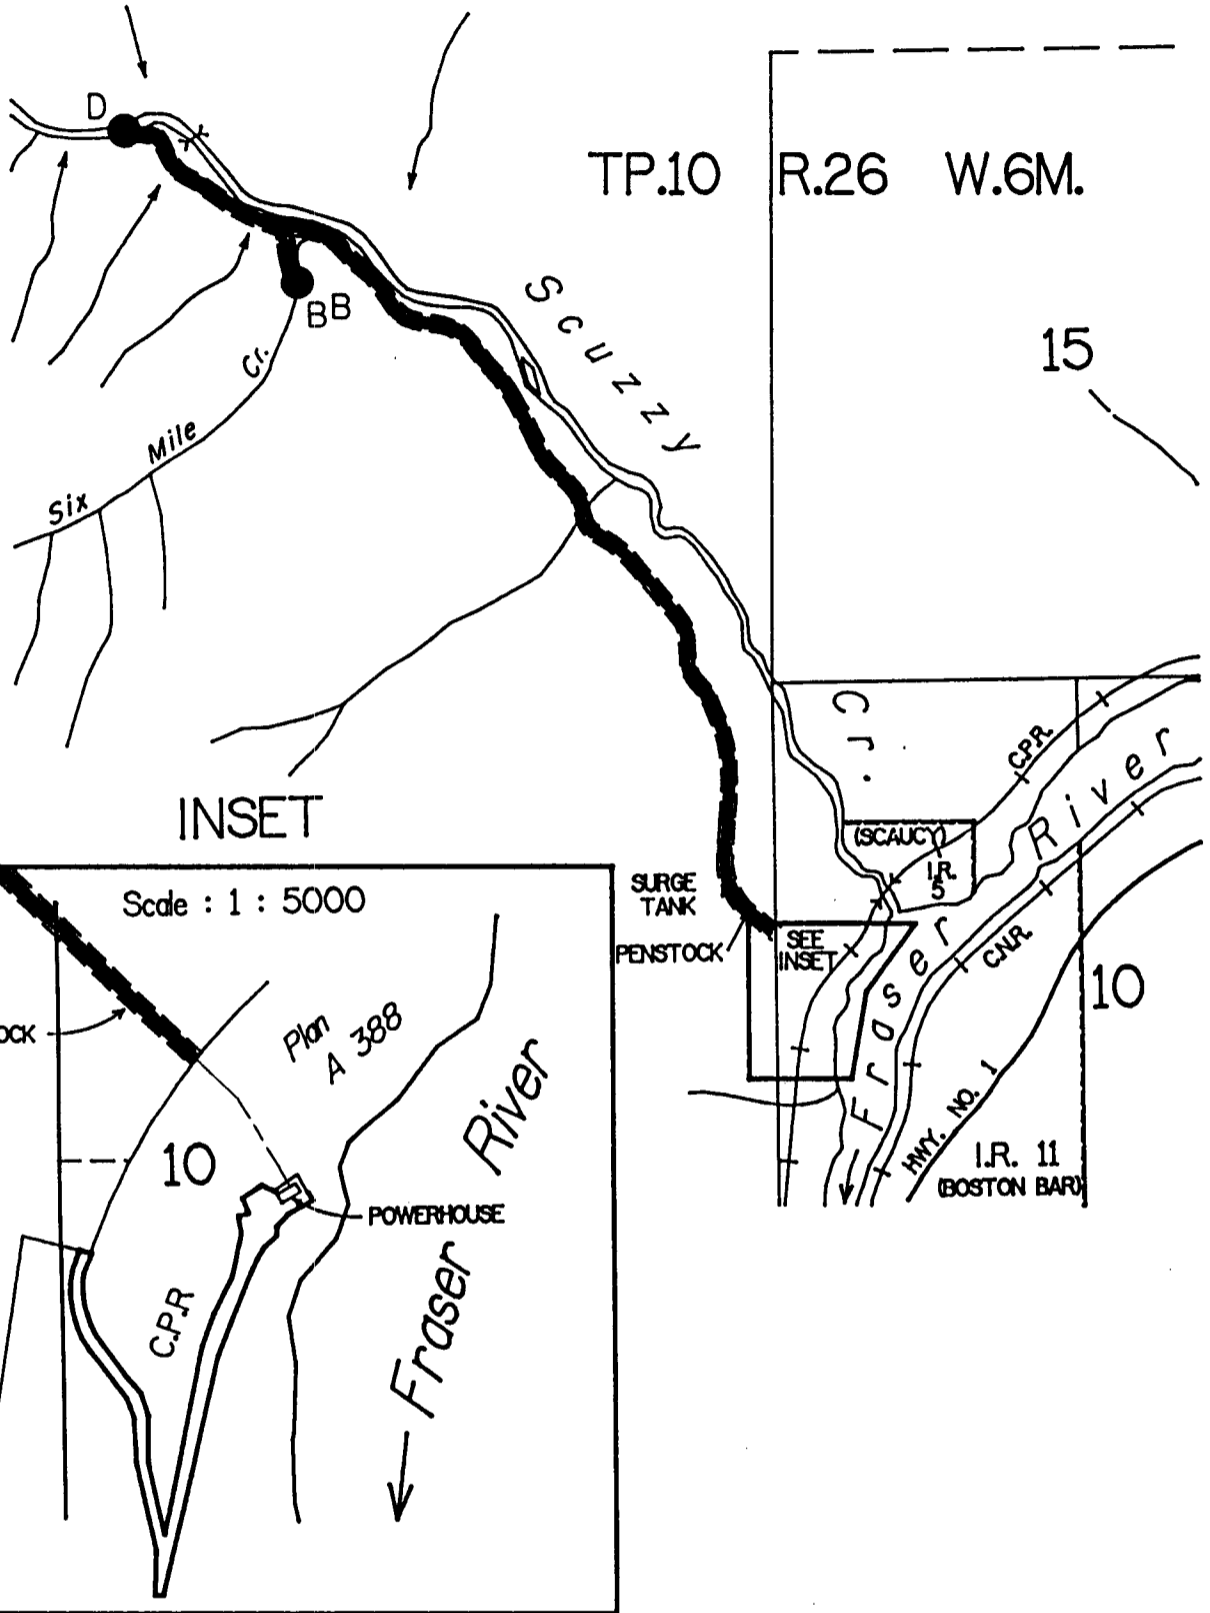 D
TP.10 R.26 W.6M.
BB
Scuzzy
15
Cr.
Mile
Six
Cr.
C.P.R.
River
INSET
(SCAUCY)
I.R.
5
SURGE
TANK
Scale : 1 : 5000
SEE
INSET
PENSTOCK
Fraser
C.N.R.
10
OCK
Plan
A 388
River
HWY. NO. 1
10
I.R. 11
(BOSTON BAR)
POWERHOUSE
C.P.R
Fraser